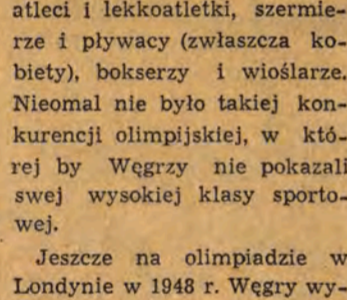 atleci i lekkoatletki, szermie-
rze i pływacy (zwłaszcza ko-
biety), bokserzy i wioślarze.
Nieomal nie było takiej kon-
kurencji olimpijskiej, w któ-
rej by Węgrzy nie pokazali
swej wysokiej klasy sporto-
wej.
Jeszcze na olimpiadzie w
Londynie w 1948 r. Węgry wy-